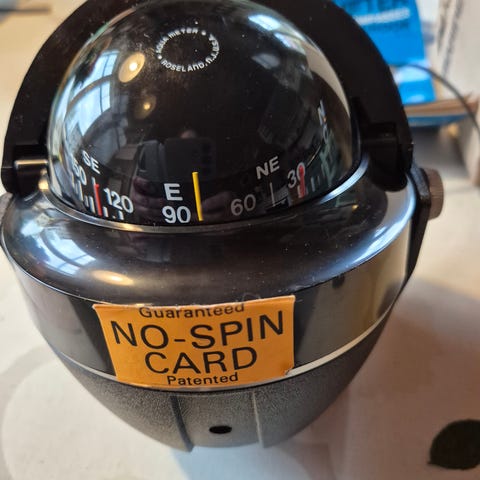 AQUA METER
ROSELAND, N.J. U.S.A.
SE
120
E
90
60
NE
30
Guaranteed
NO-SPIN
CARD
Patented